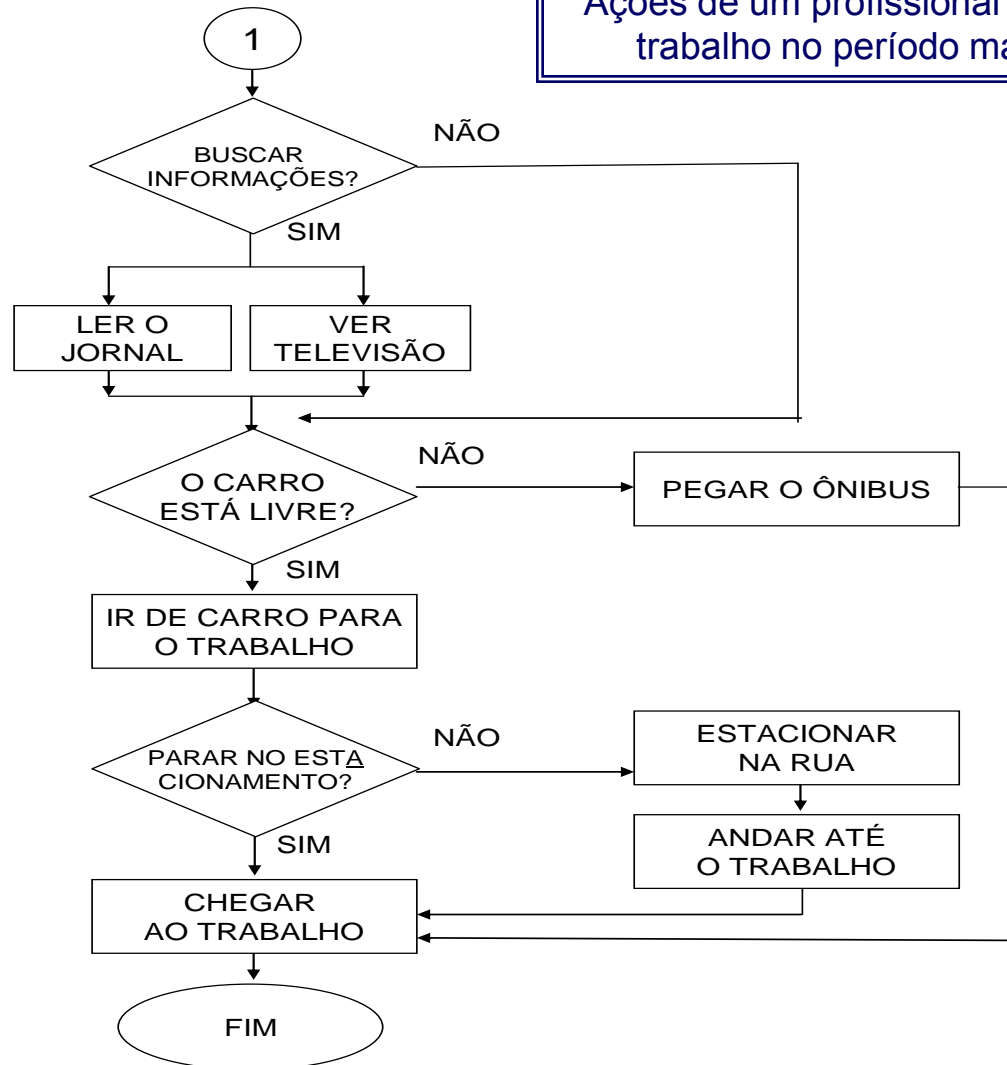 Ações de um profissional
trabalho no período
1
NÃO
BUSCAR
INFORMAÇÕES?
SIM
LER O
JORNAL
VER
TELEVISÃO
NÃO
O CARRO
ESTÁ LIVRE?
PEGAR O ÔNIBUS
SIM
IR DE CARRO PARA
O TRABALHO
NÃO
PARAR NO ESTA
CIONAMENTO?
ESTACIONAR
NA RUA
SIM
ANDAR ATÉ
O TRABALHO
CHEGAR
AO TRABALHO
FIM